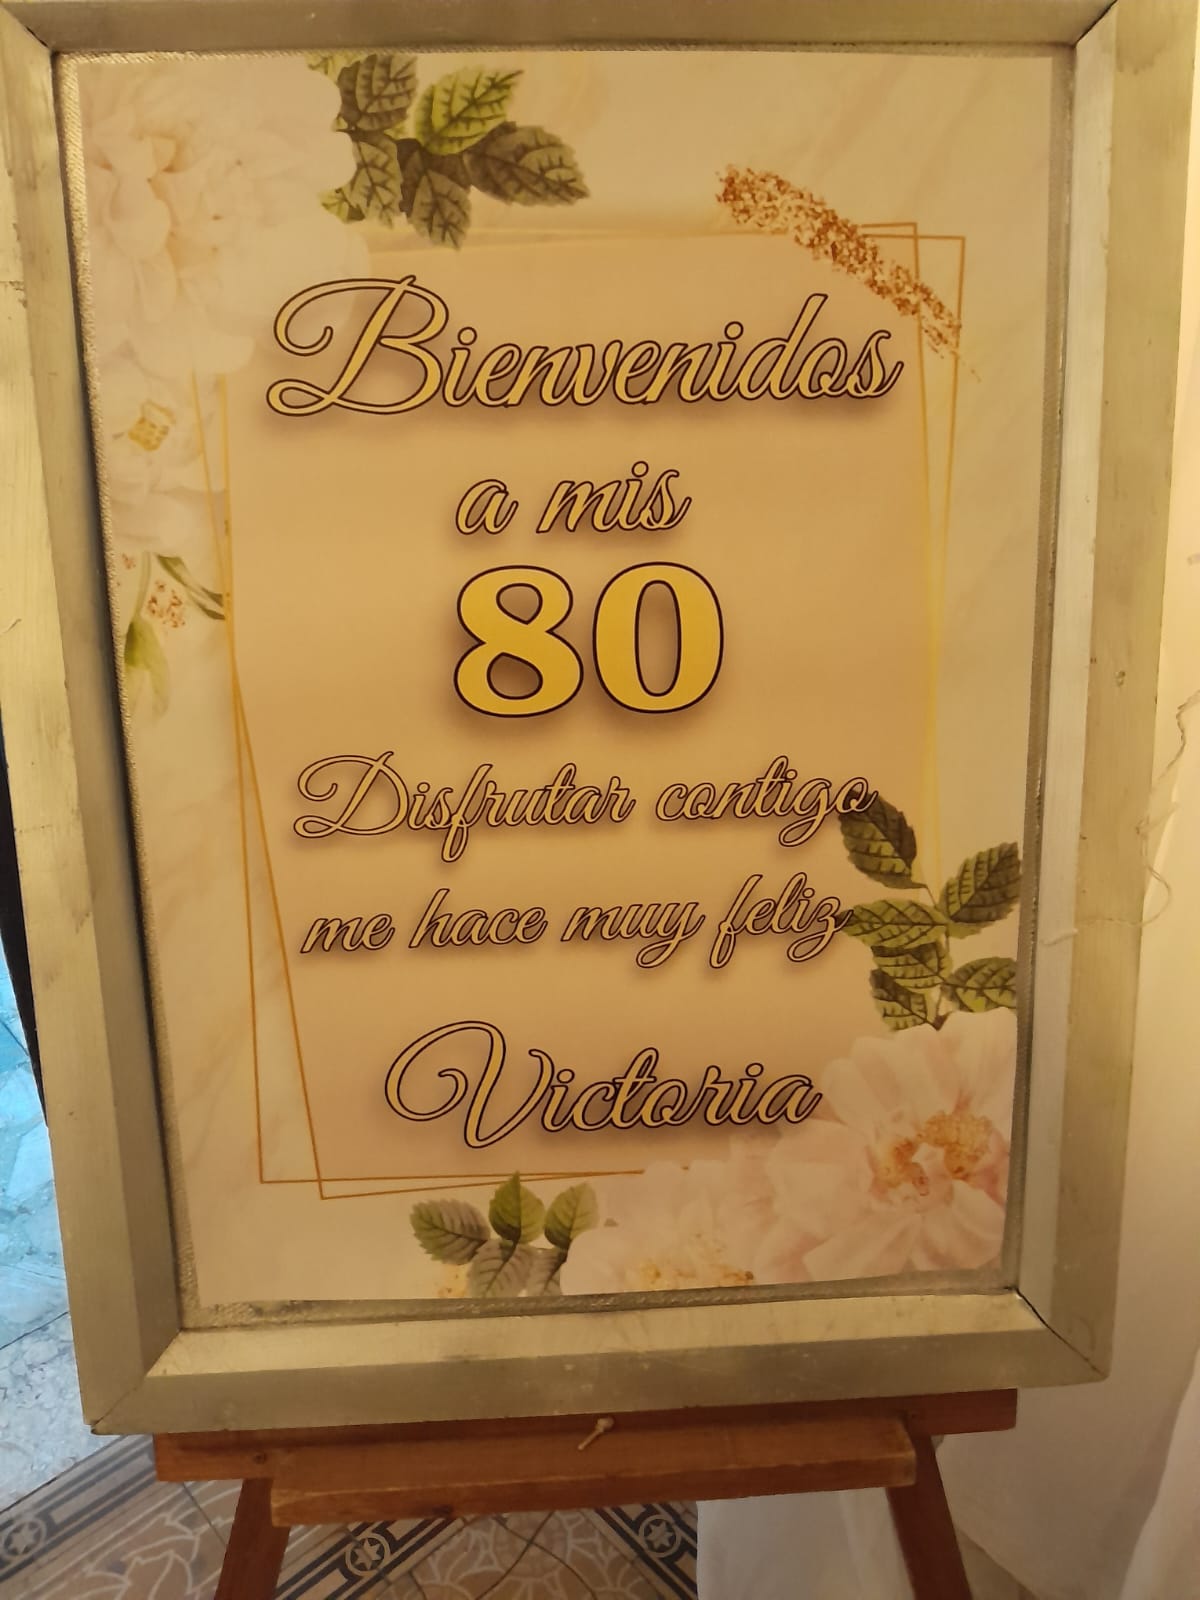 Bienvenidos
a mis
80
Disfrutar contigo
me hace muy feliz
Victoria